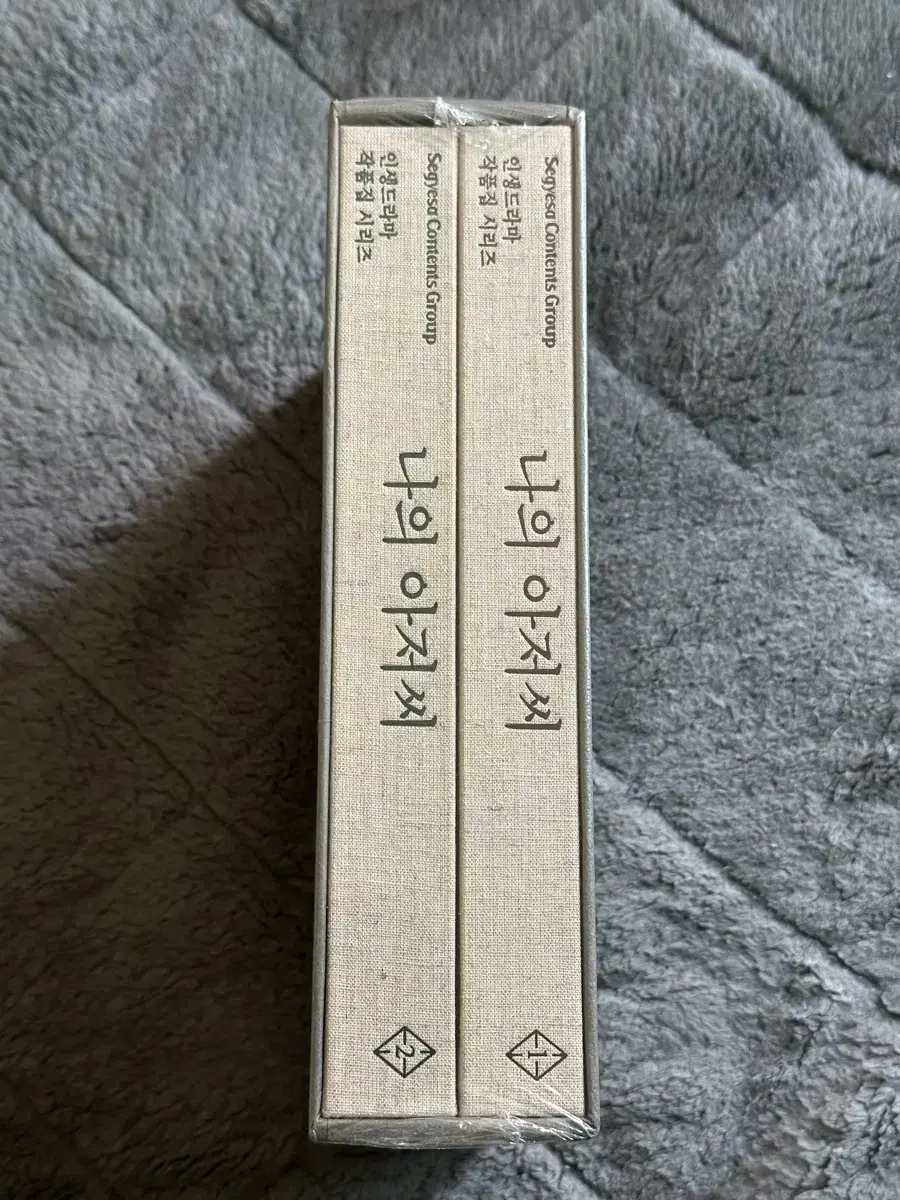 Segyesa Contents Group
인생드라마
작품집 시리즈
나의 아저씨
1
Segyesa Contents Group
인생드라마
작품집 시리즈
나의 아저씨
2